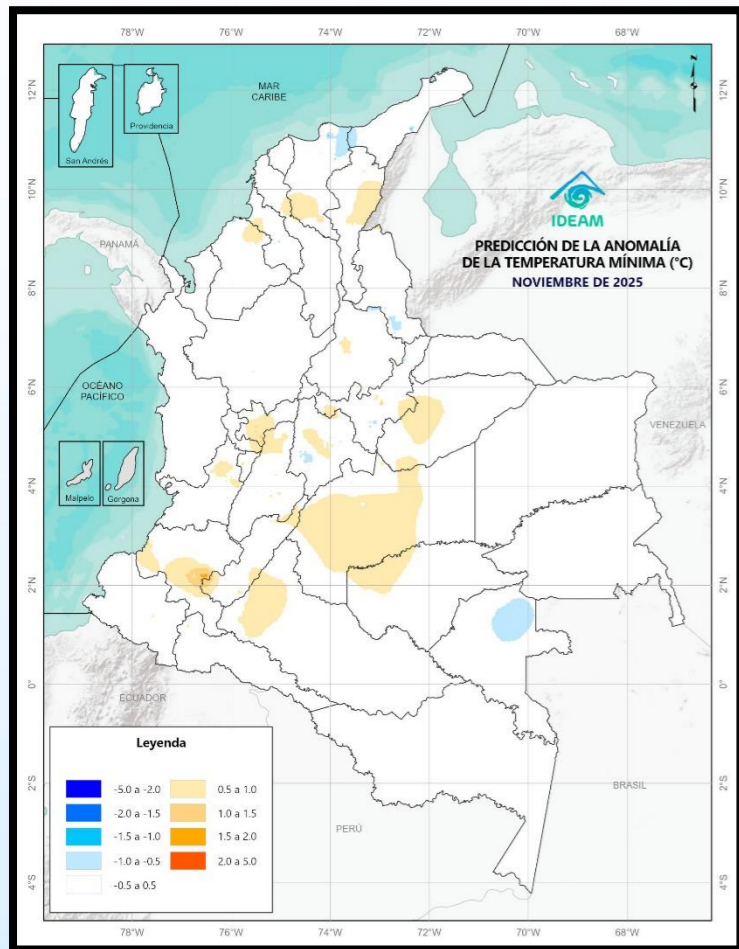 78°W 76°W 74°W 72°W 70°W 68°W
12°N
10°N
8°N
6°N
4°N
2°N
0°
2°S
4°S
San Andrés
Providencia
MAR
CARIBE
N
PANAMÁ
IDEAM
PREDICCIÓN DE LA ANOMALÍA
DE LA TEMPERATURA MÍNIMA (°C)
NOVIEMBRE DE 2025
OCÉANO
PACÍFICO
VENEZUELA
Malpelo
Gorgona
ECUADOR
BRASIL
PERÚ
Leyenda
-5.0 a -2.0 0.5 a 1.0
-2.0 a -1.5 1.0 a 1.5
-1.5 a -1.0 1.5 a 2.0
-1.0 a -0.5 2.0 a 5.0
-0.5 a 0.5
12°N
10°N
8°N
6°N
4°N
2°N
0°
2°S
4°S
78°W 76°W 74°W 72°W 70°W 68°W